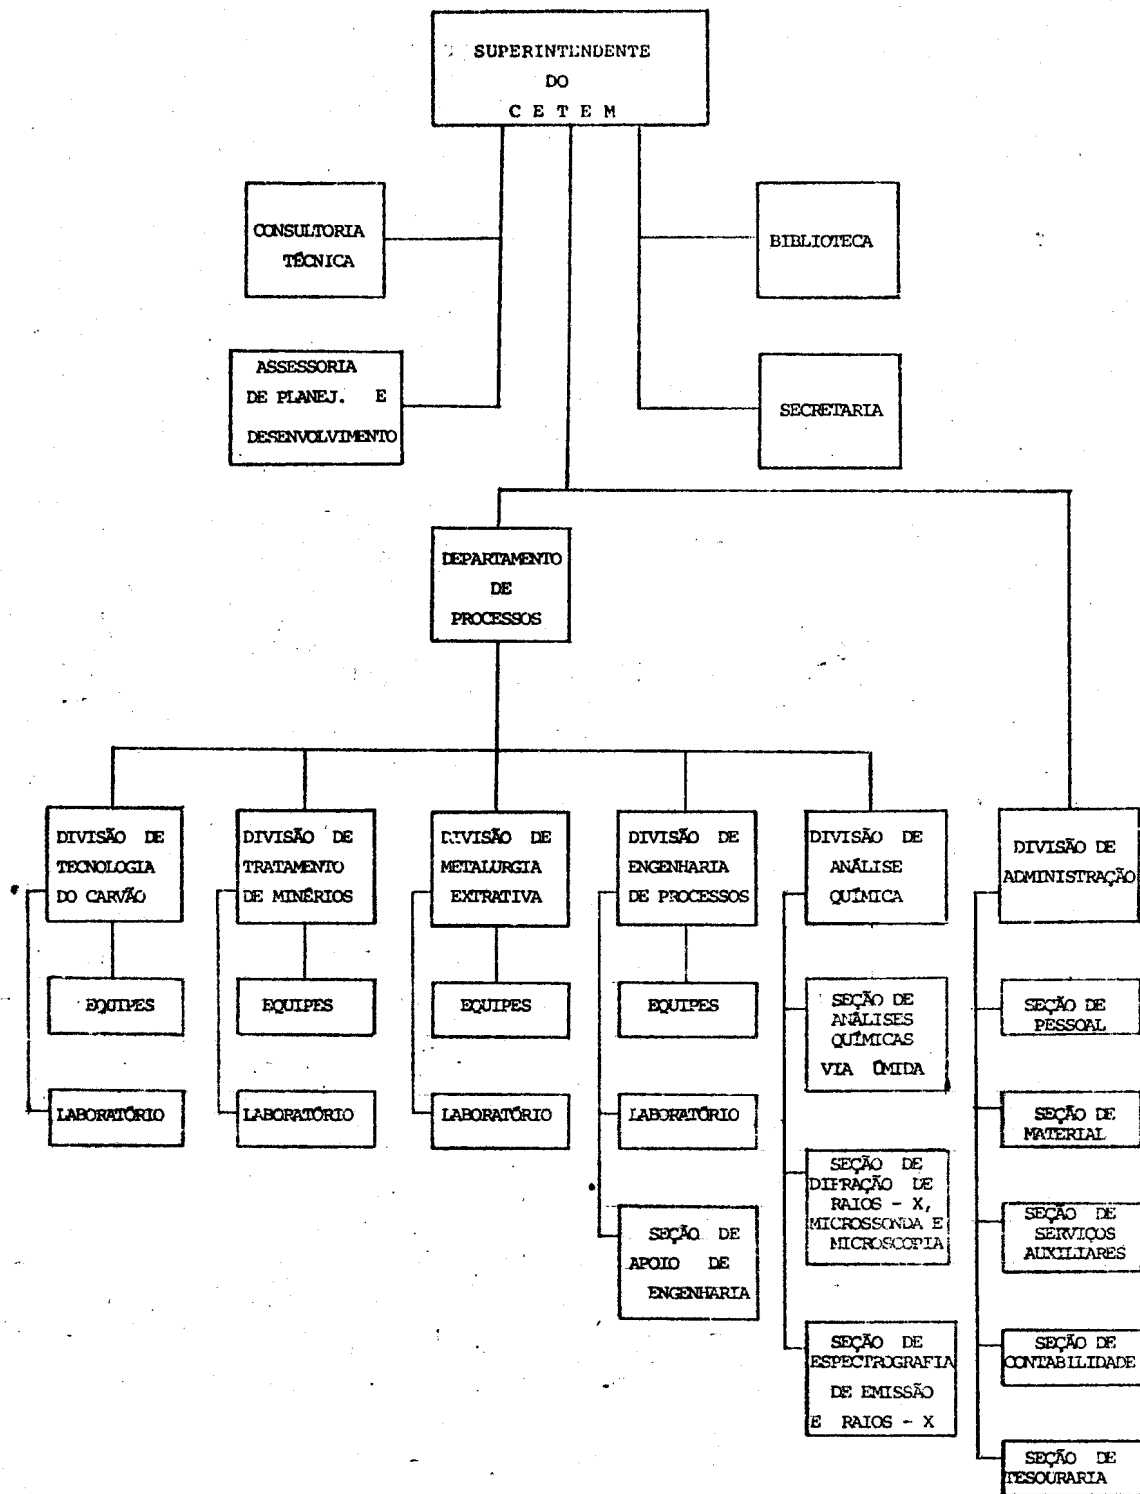 SUPERINTENDENTE
DO
C E T E M
CONSULTORIA
TÉCNICA
BIBLIOTECA
ASSESSORIA
DE PLANEJ. E
DESENVOLVIMENTO
SECRETARIA
DEPARTAMENTO
DE
PROCESSOS
DIVISÃO DE
TECNOLOGIA
DO CARVÃO
EQUIPES
LABORATÓRIO
DIVISÃO DE
TRATAMENTO
DE MINÉRIOS
EQUIPES
LABORATÓRIO
DIVISÃO DE
METALURGIA
EXTRATIVA
EQUIPES
LABORATÓRIO
DIVISÃO DE
ENGENHARIA
DE PROCESSOS
EQUIPES
LABORATÓRIO
SEÇÃO DE
APOIO DE
ENGENHARIA
DIVISÃO DE
ANÁLISE
QUÍMICA
SEÇÃO DE
ANÁLISES
QUÍMICAS
VIA ÚMIDA
SEÇÃO DE
DIFRAÇÃO DE
RAIOS - X,
MICROSSONDA E
MICROSCOPIA
SEÇÃO DE
ESPECTROGRAFIA
DE EMISSÃO
E RAIOS - X
DIVISÃO DE
ADMINISTRAÇÃO
SEÇÃO DE
PESSOAL
SEÇÃO DE
MATERIAL
SEÇÃO DE
SERVIÇOS
AUXILIARES
SEÇÃO DE
CONTABILIDADE
SEÇÃO DE
TESOURARIA